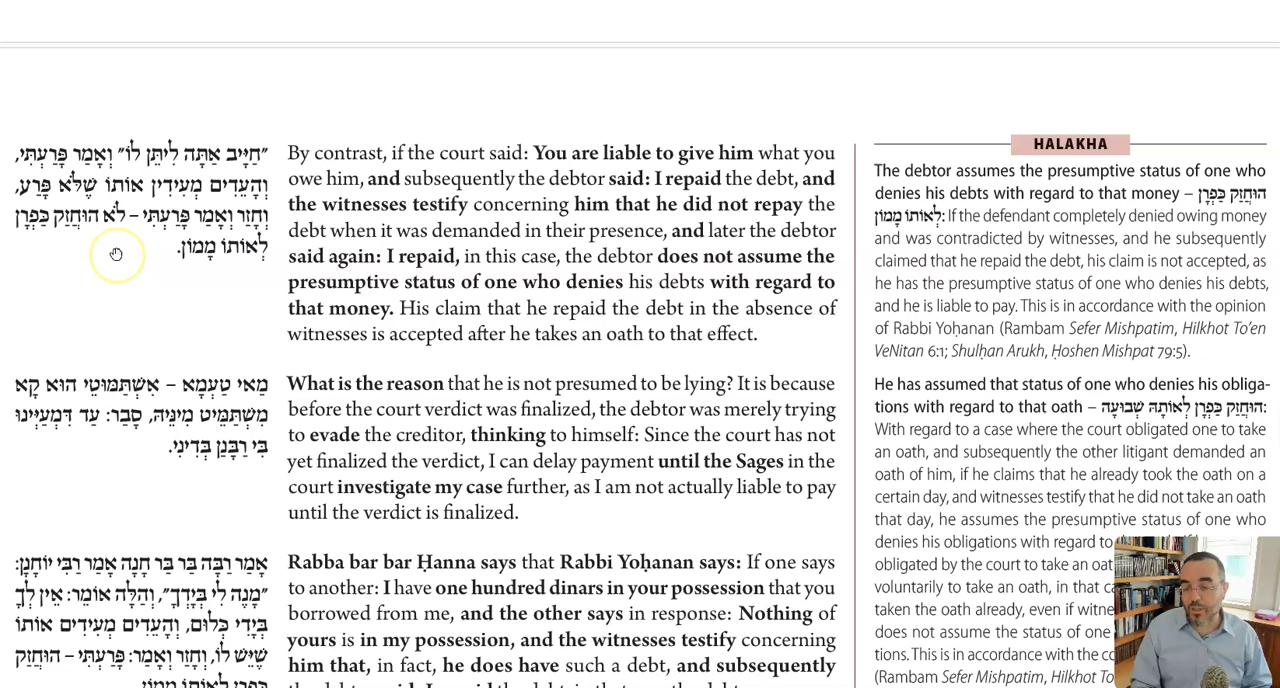 ״חַיָּיב אַתָּה לִיתֵּן לוֹ״ וְאָמַר פָּרַעְתִּי,
וְהָעֵדִים מְעִידִין אוֹתוֹ שֶׁלֹּא פָּרַע,
וְחָזַר וְאָמַר פָּרַעְתִּי – לֹא הוּחְזַק כַּפְרָן
לְאוֹתוֹ מָמוֹן.
By contrast, if the court said: You are liable to give him what you
owe him, and subsequently the debtor said: I repaid the debt, and
the witnesses testify concerning him that he did not repay the
debt when it was demanded in their presence, and later the debtor
said again: I repaid, in this case, the debtor does not assume the
presumptive status of one who denies his debts with regard to
that money. His claim that he repaid the debt in the absence of
witnesses is accepted after he takes an oath to that effect.
מַאי טַעְמָא – אִשְׁתַּמּוּטֵי הוּא קָא
מִשְׁתַּמֵּיט מִינֵּיהּ, סָבַר: עַד דִּמְעַיְּינוּ
בִּי רַבָּנַן בְּדִינִי.
What is the reason that he is not presumed to be lying? It is because
before the court verdict was finalized, the debtor was merely trying
to evade the creditor, thinking to himself: Since the court has not
yet finalized the verdict, I can delay payment until the Sages in the
court investigate my case further, as I am not actually liable to pay
until the verdict is finalized.
אָמַר רַבָּה בַּר בַּר חָנָה אָמַר רַבִּי יוֹחָנָן:
״מָנֶה לִי בְּיָדְךָ״, וְהַלָּה אוֹמֵר: אֵין לְךָ
בְּיָדִי כְּלוּם, וְהָעֵדִים מְעִידִים אוֹתוֹ
שֶׁיֵּשׁ לוֹ, וְחָזַר וְאָמַר: פָּרַעְתִּי – הוּחְזַק
Rabba bar bar Ḥanna says that Rabbi Yoḥanan says: If one says
to another: I have one hundred dinars in your possession that you
borrowed from me, and the other says in response: Nothing of
yours is in my possession, and the witnesses testify concerning
him that, in fact, he does have such a debt, and subsequently
HALAKHA
The debtor assumes the presumptive status of one who
denies his debts with regard to that money – הוּחְזַק כַּפְרָן
לְאוֹתוֹ מָמוֹן: If the defendant completely denied owing money
and was contradicted by witnesses, and he subsequently
claimed that he repaid the debt, his claim is not accepted, as
he has the presumptive status of one who denies his debts,
and he is liable to pay. This is in accordance with the opinion
of Rabbi Yoḥanan (Rambam Sefer Mishpatim, Hilkhot To'en
VeNitan 6:1; Shulḥan Arukh, Ḥoshen Mishpat 79:5).
He has assumed that status of one who denies his obliga-
tions with regard to that oath – הוּחְזַק כַּפְרָן לְאוֹתָהּ שְׁבוּעָה:
With regard to a case where the court obligated one to take
an oath, and subsequently the other litigant demanded an
oath of him, if he claims that he already took the oath on a
certain day, and witnesses testify that he did not take an oath
that day, he assumes the presumptive status of one who
denies his obligations with regard to
obligated by the court to take an oat
voluntarily to take an oath, in that c
taken the oath already, even if witne
does not assume the status of one
tions. This is in accordance with the co
(Rambam Sefer Mishpatim, Hilkhot To